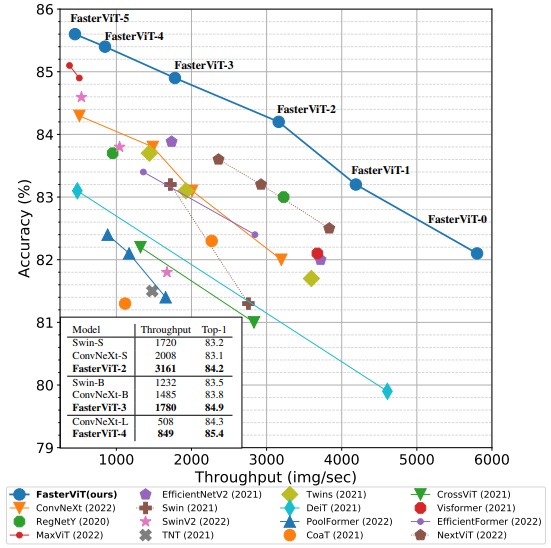 86
85
84
83
82
81
80
79
Accuracy (%)
FasterViT-5
FasterViT-4
FasterViT-3
FasterViT-2
FasterViT-1
FasterViT-0
Model Throughput Top-1
Swin-S 1720 83.2
ConvNeXt-S 2008 83.1
FasterViT-2 3161 84.2
Swin-B 1232 83.5
ConvNeXt-B 1485 83.8
FasterViT-3 1780 84.9
ConvNeXt-L 508 84.3
FasterViT-4 849 85.4
1000 2000 3000 4000 5000 6000
Throughput (img/sec)
FasterViT(ours) EfficientNetV2 (2021) Twins (2021) CrossViT (2021)
ConvNeXt (2022) Swin (2021) DeiT (2021) Visformer (2021)
RegNetY (2020) SwinV2 (2022) PoolFormer (2022) EfficientFormer (2022)
MaxViT (2022) TNT (2021) CoaT (2021) NextViT (2022)